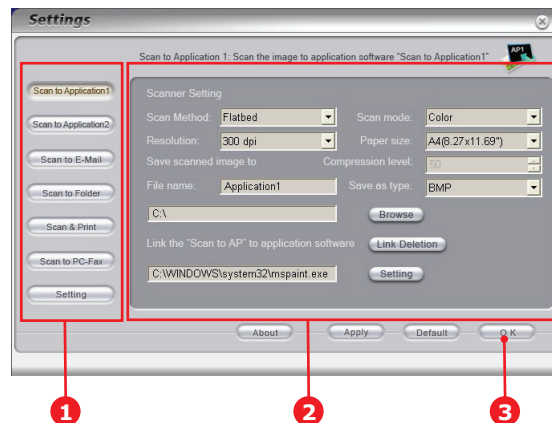 Settings
Scan to Application 1: Scan the image to application software "Scan to Application1"
AP1
Scan to Application1
Scan to Application2
Scan to E-Mail
Scan to Folder
Scan & Print
Scan to PC-Fax
Setting
Scanner Setting
Scan Method: Flatbed Scan mode: Color
Resolution: 300 dpi Paper size: A4(8.27x11.69")
Save scanned image to Compression level: 60
File name: Application1 Save as type: BMP
C:\ Browse
Link the "Scan to AP" to application software Link Deletion
C:\WINDOWS\system32\mspaint.exe Setting
About Apply Default O K
1 2 3